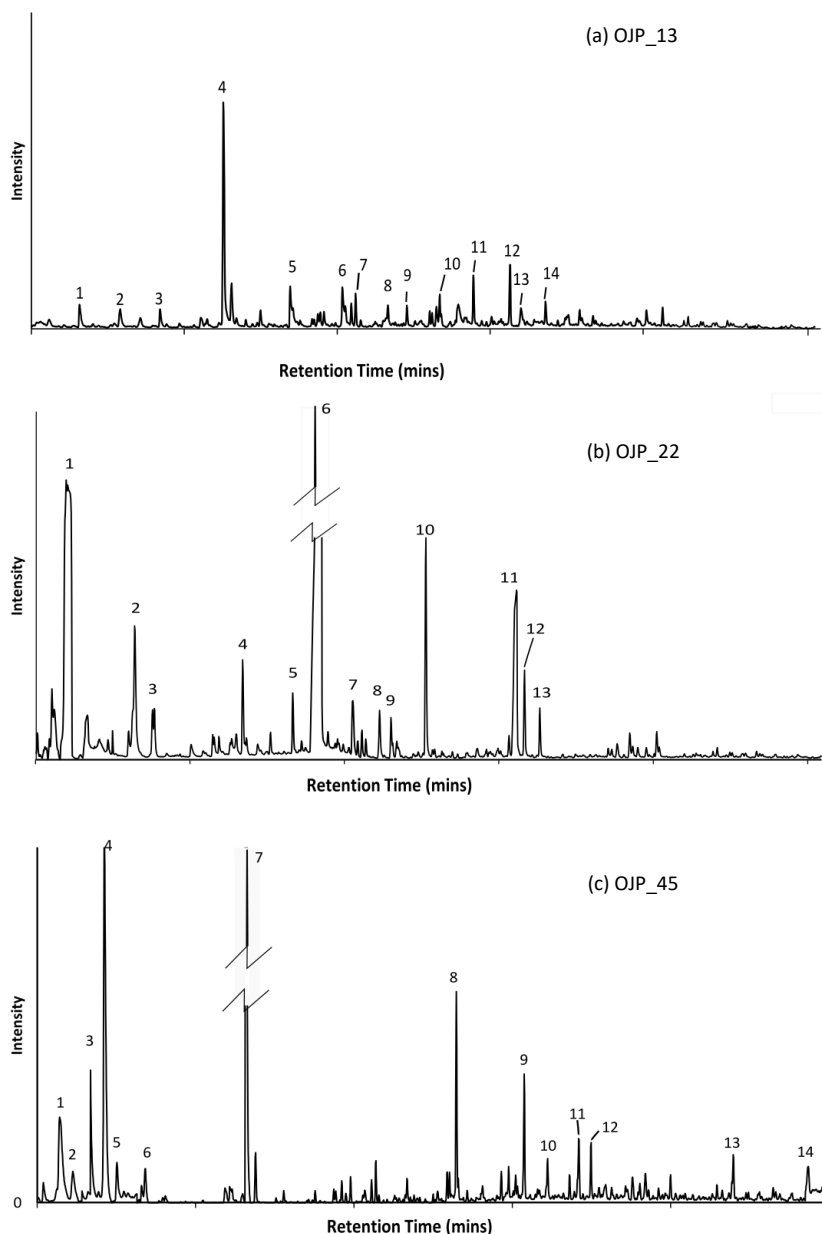 (a) OJP_13
Intensity
1 2 3 4 5 6 7 8 9 10 11 12 13 14
Retention Time (mins)
(b) OJP_22
Intensity
1 2 3 4 5 6 7 8 9 10 11 12 13
Retention Time (mins)
(c) OJP_45
Intensity
1 2 3 4 5 6 7 8 9 10 11 12 13 14
0
Retention Time (mins)